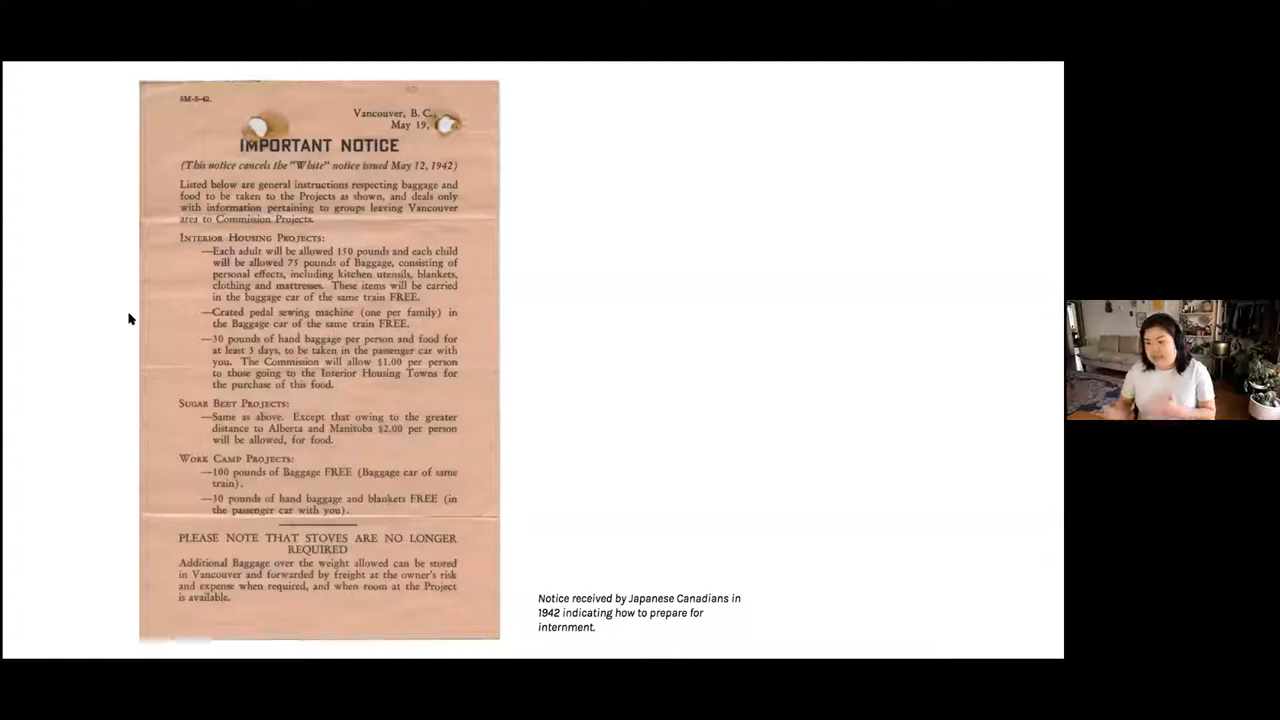 5M-5-42.
Vancouver, B. C.,
May 19,
IMPORTANT NOTICE
(This notice cancels the "White" notice issued May 12, 1942)
Listed below are general instructions respecting baggage and
food to be taken to the Projects as shown, and deals only
with information pertaining to groups leaving Vancouver
area to Commission Projects.
INTERIOR HOUSING PROJECTS:
—Each adult will be allowed 150 pounds and each child
will be allowed 75 pounds of Baggage, consisting of
personal effects, including kitchen utensils, blankets,
clothing and mattresses. These items will be carried
in the baggage car of the same train FREE.
—Crated pedal sewing machine (one per family) in
the Baggage car of the same train FREE.
—30 pounds of hand baggage per person and food for
at least 3 days, to be taken in the passenger car with
you. The Commission will allow $1.00 per person
to those going to the Interior Housing Towns for
the purchase of this food.
SUGAR BEET PROJECTS:
—Same as above. Except that owing to the greater
distance to Alberta and Manitoba $2.00 per person
will be allowed, for food.
WORK CAMP PROJECTS:
—100 pounds of Baggage FREE (Baggage car of same
train).
—30 pounds of hand baggage and blankets FREE (in
the passenger car with you).
PLEASE NOTE THAT STOVES ARE NO LONGER
REQUIRED
Additional Baggage over the weight allowed can be stored
in Vancouver and forwarded by freight at the owner's risk
and expense when required, and when room at the Project
is available.
Notice received by Japanese Canadians in
1942 indicating how to prepare for
internment.